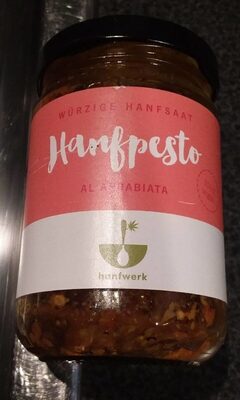 WÜRZIGE HANFSAAT
Hanfpesto
AL ARRABIATA
hanfwerk